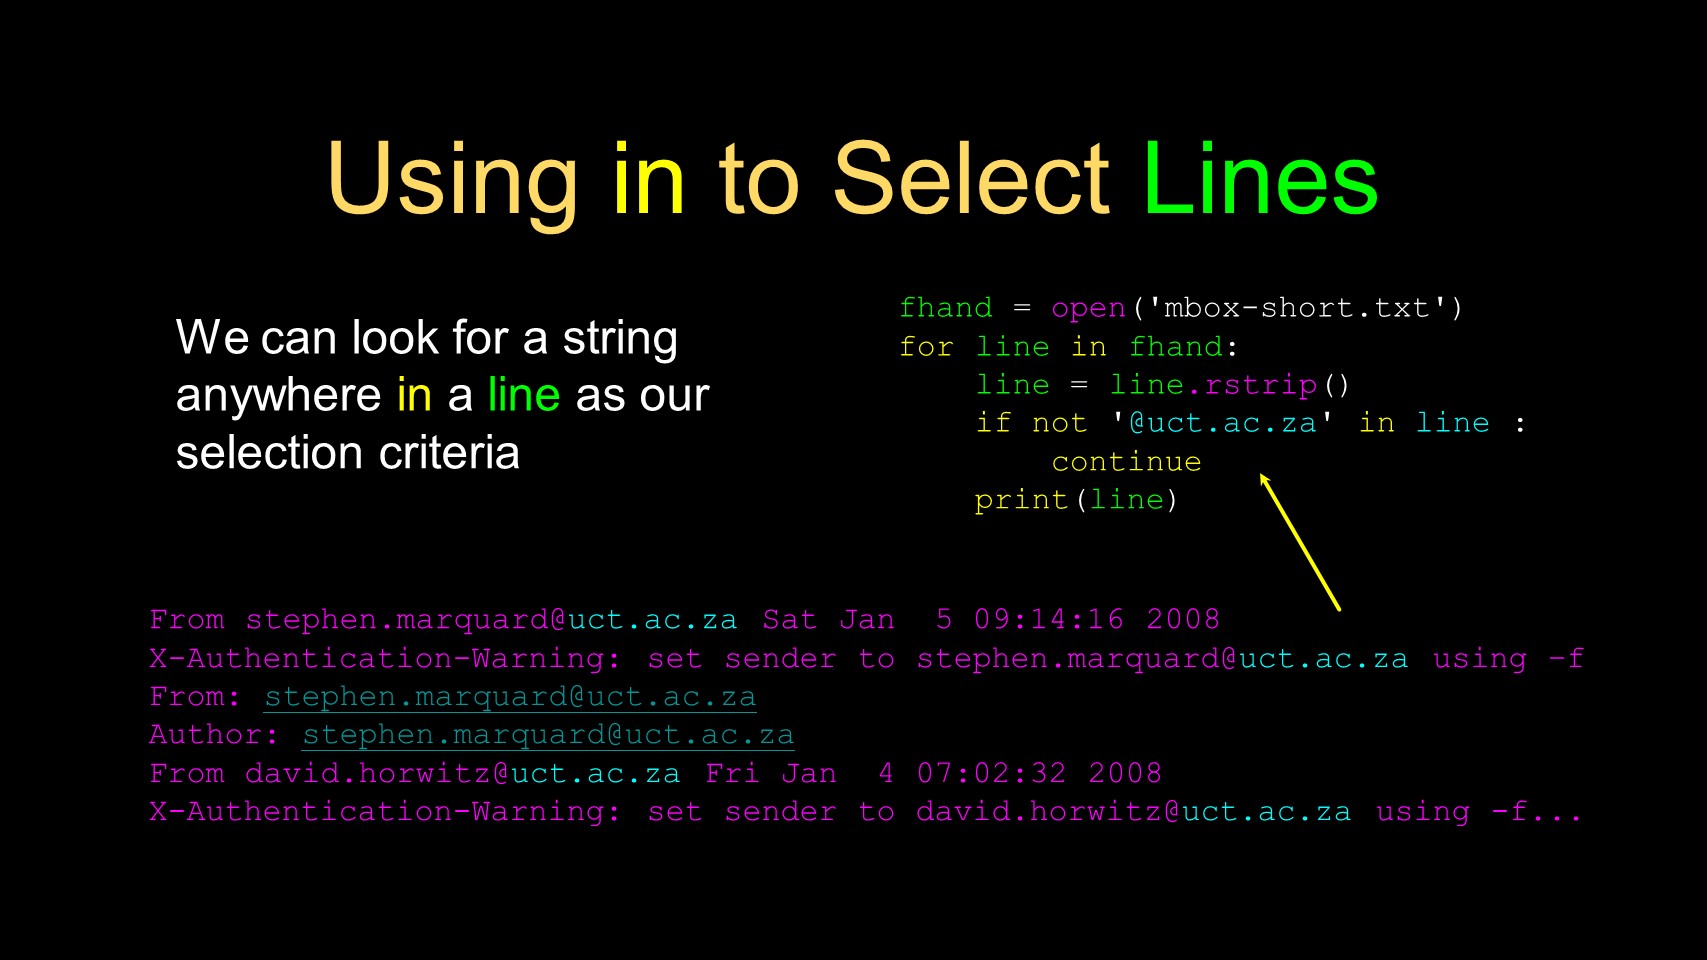 Using in to Select Lines
We can look for a string
anywhere in a line as our
selection criteria
fhand = open('mbox-short.txt')
for line in fhand:
    line = line.rstrip()
    if not '@uct.ac.za' in line :
        continue
    print(line)
From stephen.marquard@uct.ac.za Sat Jan  5 09:14:16 2008
X-Authentication-Warning: set sender to stephen.marquard@uct.ac.za using –f
From: stephen.marquard@uct.ac.za
Author: stephen.marquard@uct.ac.za
From david.horwitz@uct.ac.za Fri Jan  4 07:02:32 2008
X-Authentication-Warning: set sender to david.horwitz@uct.ac.za using -f...